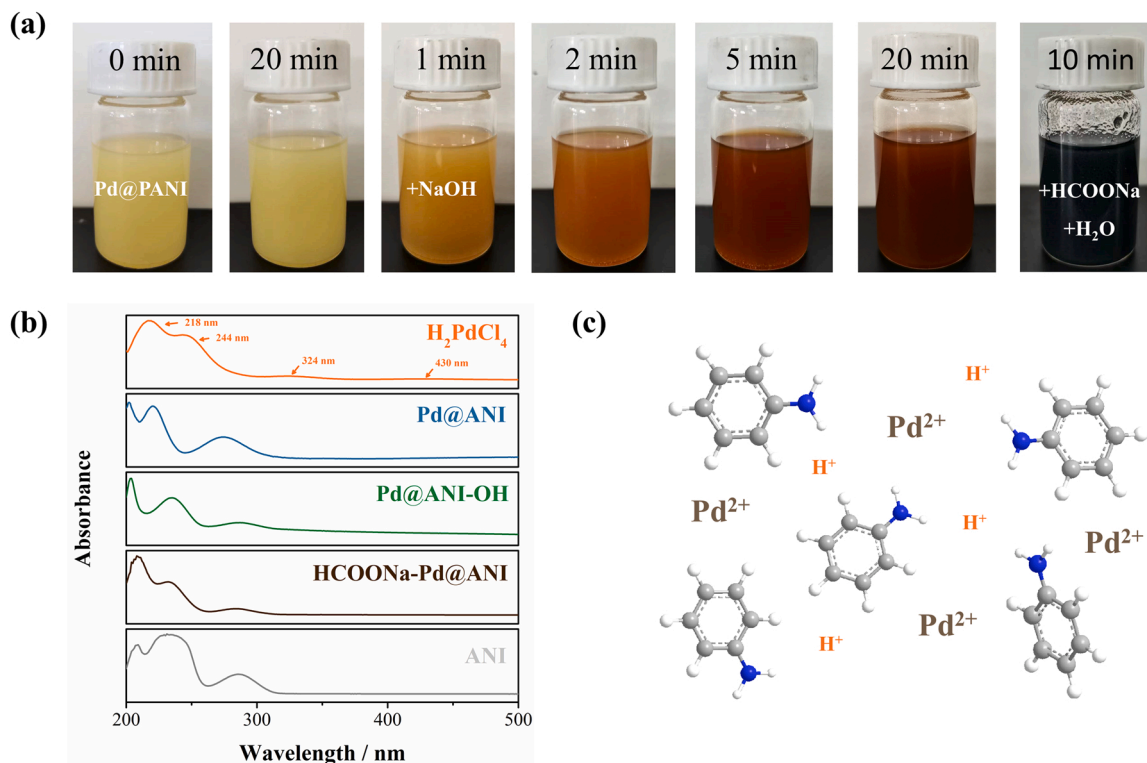 (a)
0 min
20 min
1 min
2 min
5 min
20 min
10 min
Pd@PANI
+NaOH
+HCOONa
+H₂O
(b)
218 nm
244 nm
324 nm
430 nm
H₂PdCl₄
Pd@ANI
Pd@ANI-OH
HCOONa-Pd@ANI
ANI
Absorbance
200
300
400
500
Wavelength / nm
(c)
H⁺
Pd²⁺
H⁺
Pd²⁺
H⁺
Pd²⁺
H⁺
Pd²⁺